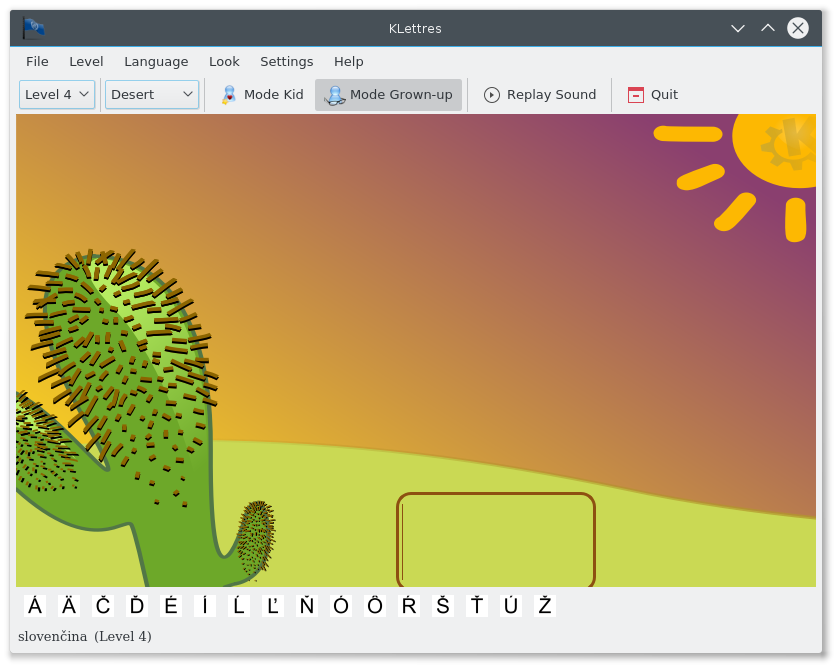 KLettres
File Level Language Look Settings Help
Level 4 Desert Mode Kid Mode Grown-up Replay Sound Quit
Á Ä Č Ď É Í Ĺ Ľ Ň Ó Ô Ŕ Š Ť Ú Ž
slovenčina (Level 4)